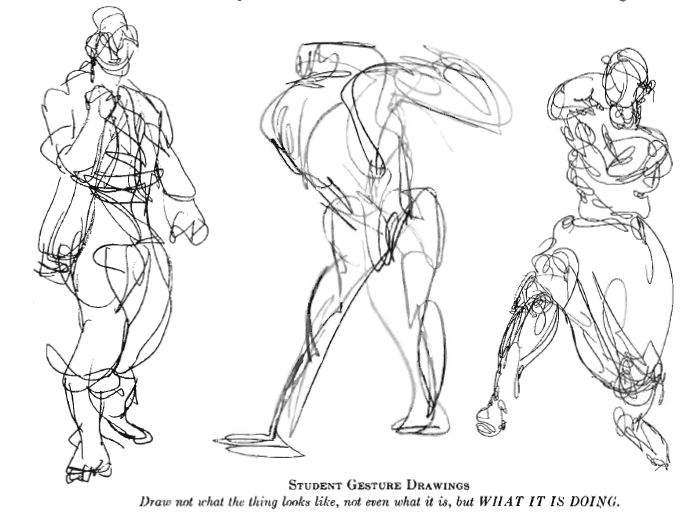 STUDENT GESTURE DRAWINGS
Draw not what the thing looks like, not even what it is, but WHAT IT IS DOING.